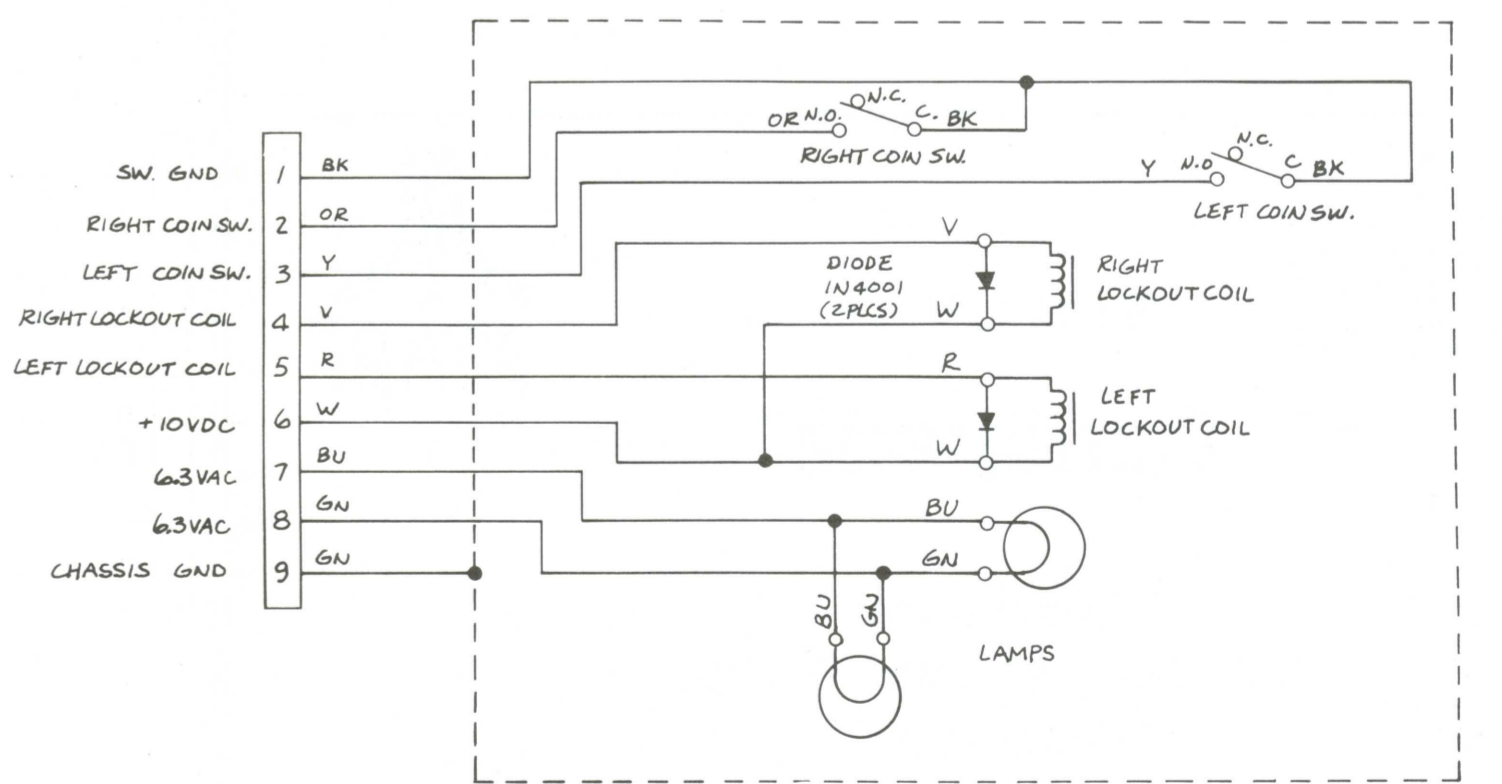 SW. GND 1 BK
RIGHT COIN SW. 2 OR
LEFT COIN SW. 3 Y
RIGHT LOCKOUT COIL 4 V
LEFT LOCKOUT COIL 5 R
+10VDC 6 W
6.3VAC 7 BU
6.3VAC 8 GN
CHASSIS GND 9 GN
OR N.O. N.C. C. BK
RIGHT COIN SW.
Y N.O N.C. C BK
LEFT COIN SW.
V
DIODE
1N4001
(2PLCS)
W
RIGHT
LOCKOUT COIL
R
W
LEFT
LOCKOUT COIL
BU
GN
BU
GN
LAMPS